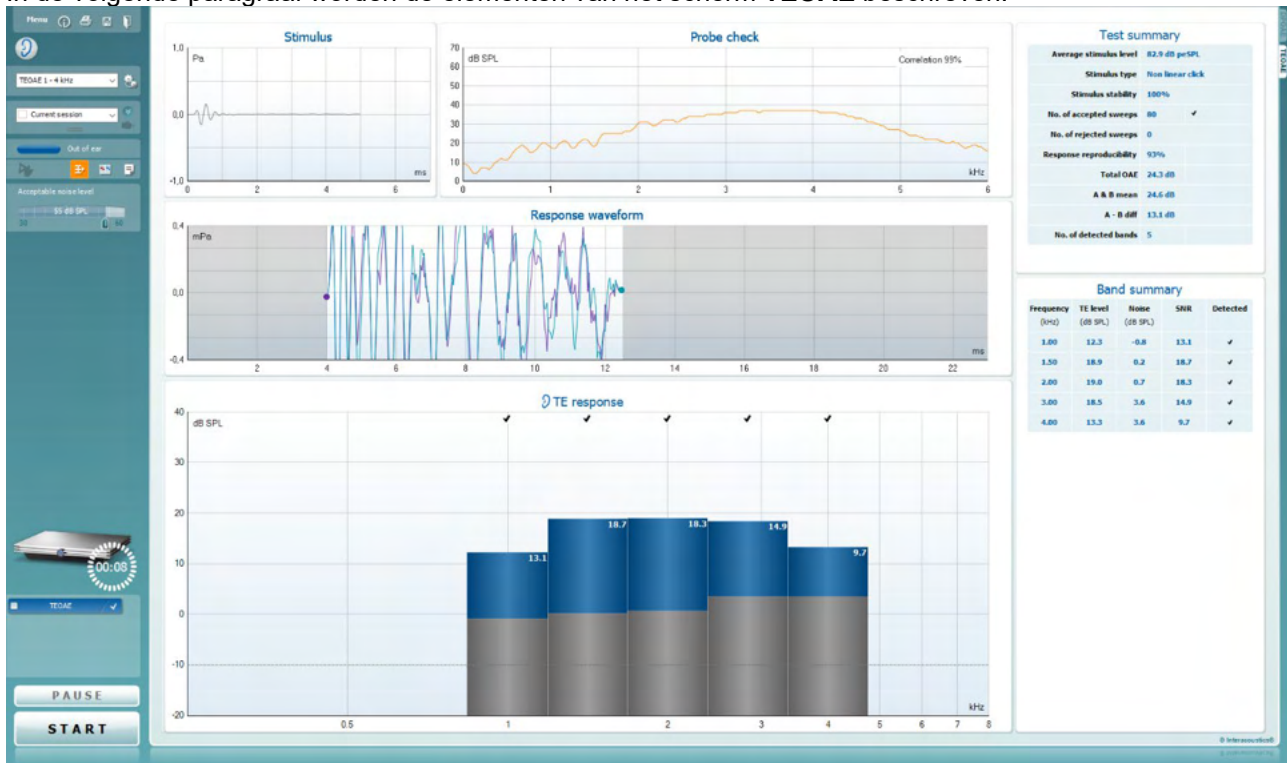 In de volgende paragraaf worden de elementen van het scherm TEOAE beschreven.
Menu
TEOAE 1 - 4 kHz
Current session
Out of ear
Acceptable noise level
55 dB SPL
30 60
00:08
TEOAE
PAUSE
START
Stimulus
Pa
1,0
0,0
-1,0
0 2 4 6
ms
Probe check
dB SPL
Correlation 99%
70
60
50
40
30
20
10
0
0 1 2 3 4 5 6
kHz
Response waveform
mPa
0,4
0,0
-0,4
2 4 6 8 10 12 14 16 18 20 22
ms
TE response
dB SPL
40
30
20
10
0
-10
-20
13.1 18.7 18.3 14.9 9.7
0.5 1 2 3 4 5 6 7 8
kHz
Test summary
Average stimulus level 82.9 dB peSPL
Stimulus type Non linear click
Stimulus stability 100%
No. of accepted sweeps 80 ✔
No. of rejected sweeps 0
Response reproducibility 93%
Total OAE 24.3 dB
A & B mean 24.6 dB
A - B diff 13.1 dB
No. of detected bands 5
Band summary
Frequency TE level Noise SNR Detected
(kHz) (dB SPL) (dB SPL)
1.00 12.3 -0.8 13.1 ✔
1.50 18.9 0.2 18.7 ✔
2.00 19.0 0.7 18.3 ✔
3.00 18.5 3.6 14.9 ✔
4.00 13.3 3.6 9.7 ✔
TEOAE
© Interacoustics®